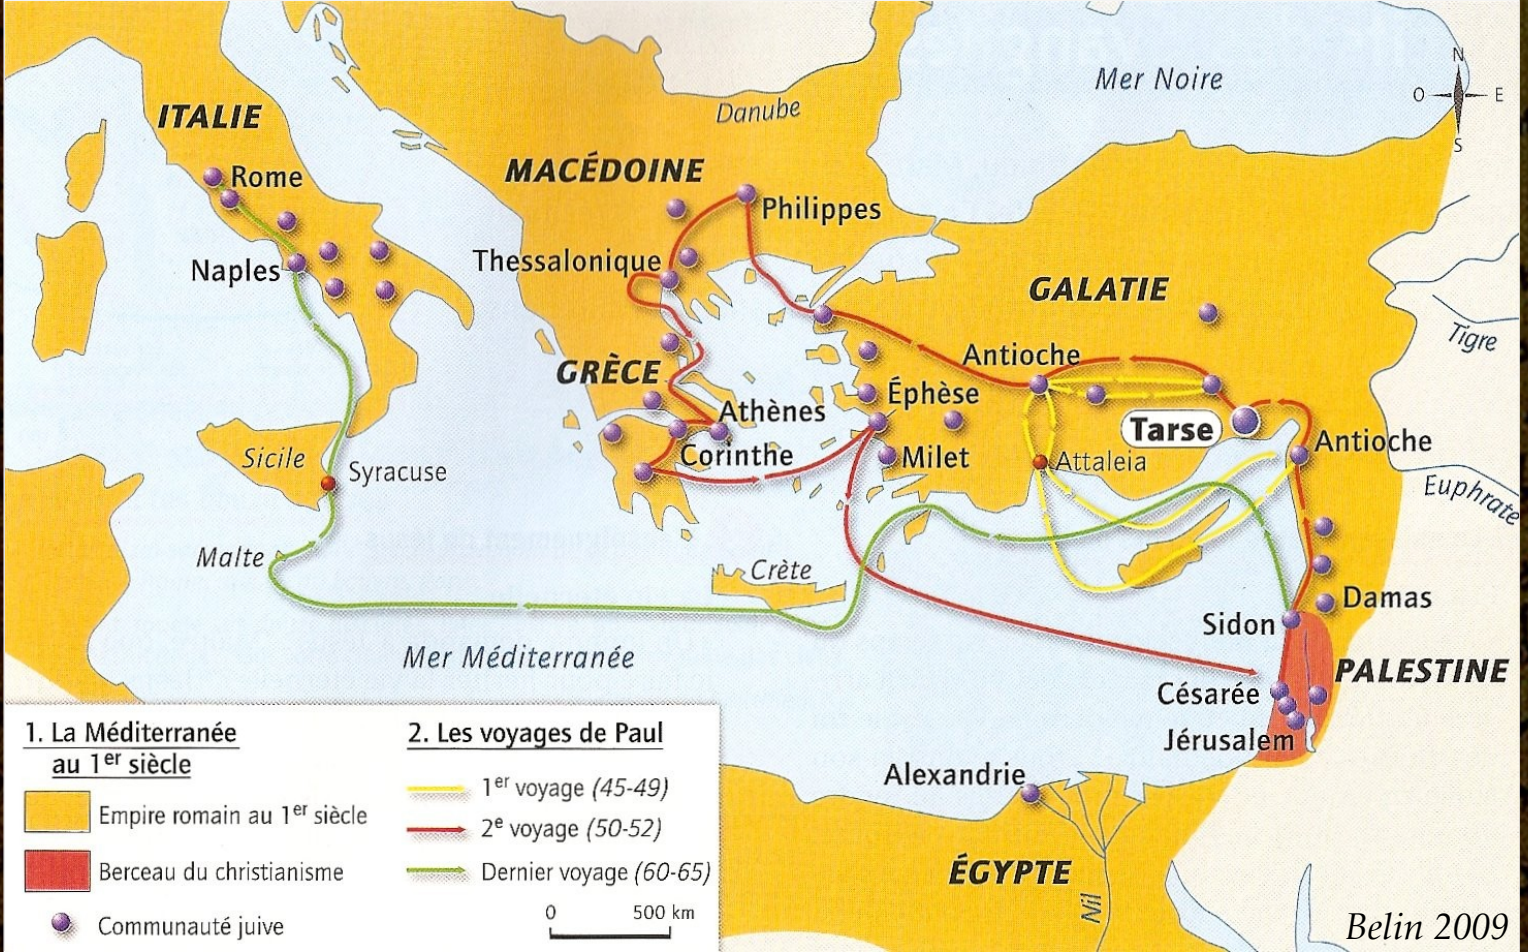 Mer Noire
N
O
E
S
Danube
ITALIE
MACÉDOINE
Rome
Philippes
Thessalonique
Naples
GALATIE
Tigre
Antioche
GRÈCE
Éphèse
Athènes
Tarse
Antioche
Sicile
Syracuse
Corinthe
Milet
Attaleia
Euphrate
Malte
Crète
Damas
Sidon
Mer Méditerranée
PALESTINE
Césarée
Jérusalem
Alexandrie
ÉGYPTE
Nil
1. La Méditerranée
au 1er siècle
Empire romain au 1er siècle
Berceau du christianisme
Communauté juive
2. Les voyages de Paul
1er voyage (45-49)
2e voyage (50-52)
Dernier voyage (60-65)
0 500 km
Belin 2009